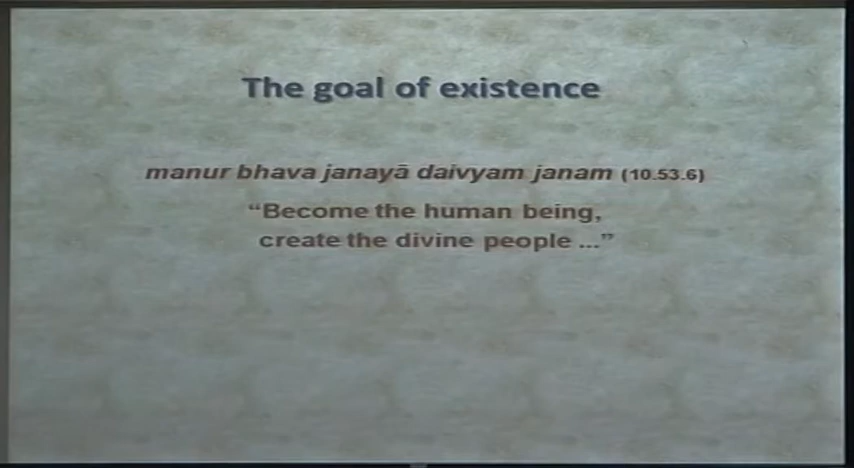 The goal of existence
manur bhava janayā daivyam janam (10.53.6)
“Become the human being,
create the divine people ...”